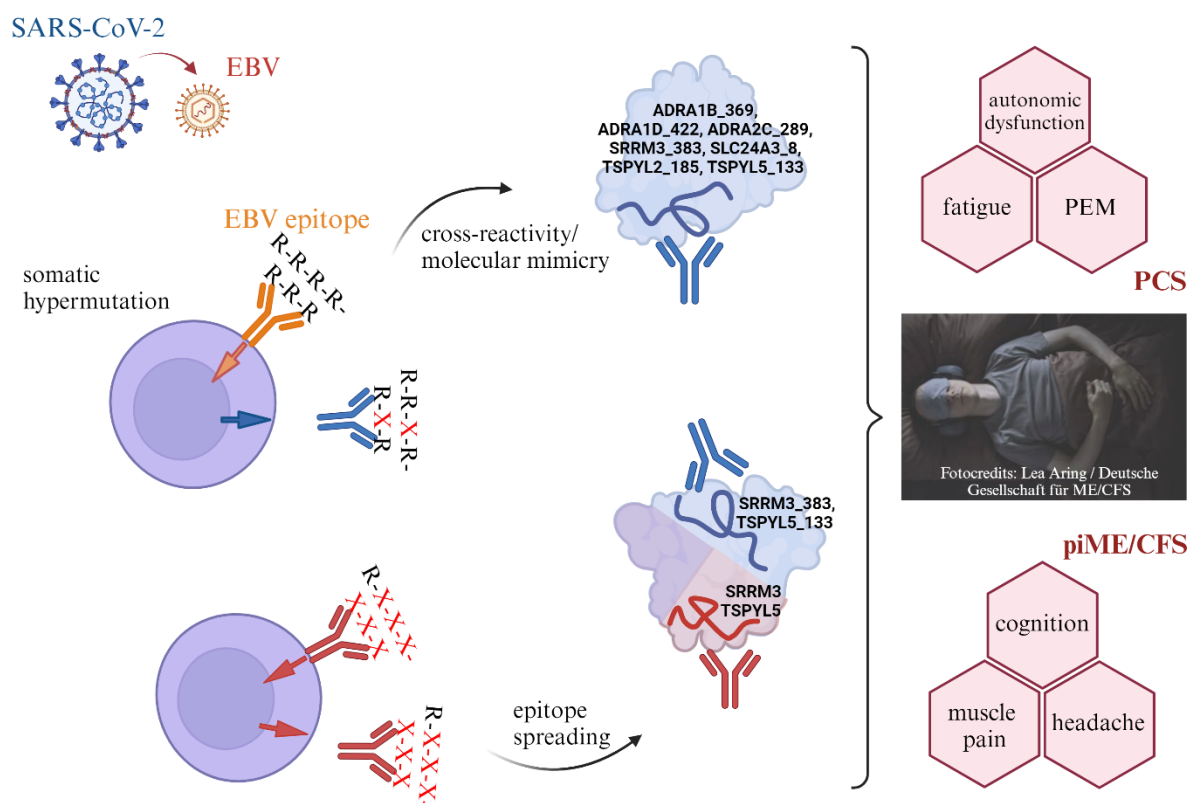 SARS-CoV-2
EBV
EBV epitope
somatic
hypermutation
R-R-R-R-
R-R-R
R-R-X-R-
R-X-R
cross-reactivity/
molecular mimicry
ADRA1B_369,
ADRA1D_422, ADRA2C_289,
SRRM3_383, SLC24A3_8,
TSPYL2_185, TSPYL5_133
autonomic
dysfunction
fatigue
PEM
PCS
Fotocredits: Lea Aring / Deutsche
Gesellschaft für ME/CFS
SRRM3_383,
TSPYL5_133
SRRM3
TSPYL5
R-X-X-X-
X-X-X
R-X-X-X-
X-X-X
epitope
spreading
piME/CFS
cognition
muscle
pain
headache